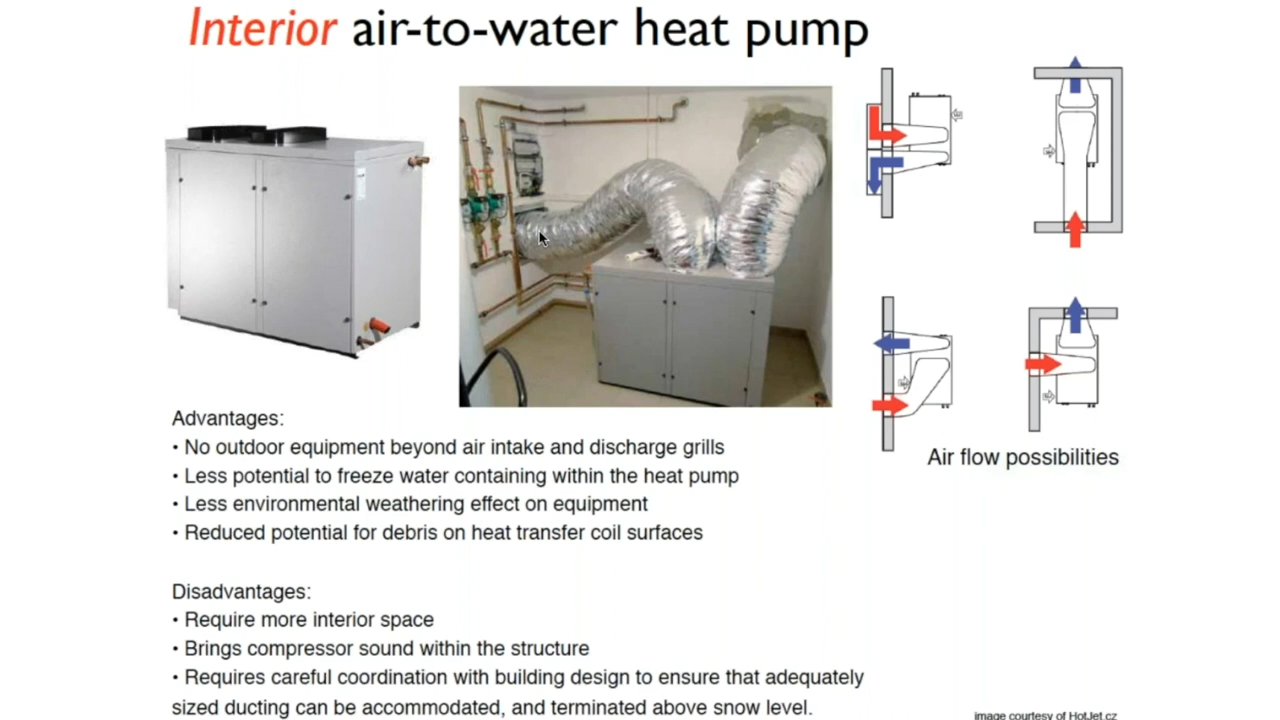 Interior air-to-water heat pump
Advantages:
• No outdoor equipment beyond air intake and discharge grills
• Less potential to freeze water containing within the heat pump
• Less environmental weathering effect on equipment
• Reduced potential for debris on heat transfer coil surfaces
Air flow possibilities
Disadvantages:
• Require more interior space
• Brings compressor sound within the structure
• Requires careful coordination with building design to ensure that adequately
sized ducting can be accommodated, and terminated above snow level.
image courtesy of HotJet.cz